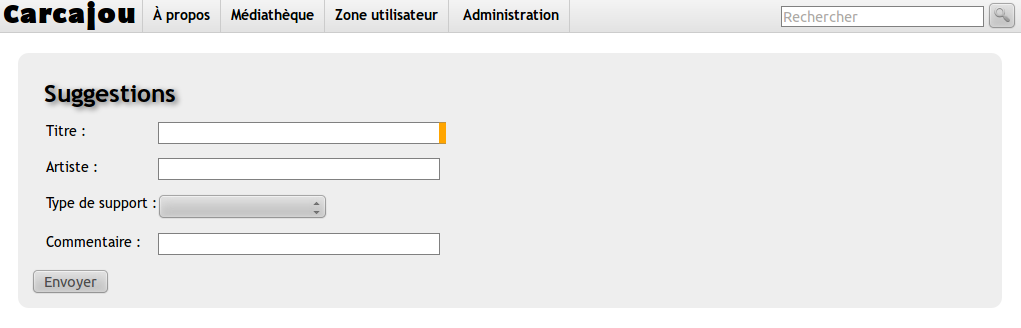 Carcajou À propos Médiathèque Zone utilisateur Administration Rechercher
Suggestions
Titre :
Artiste :
Type de support :
Commentaire :
Envoyer